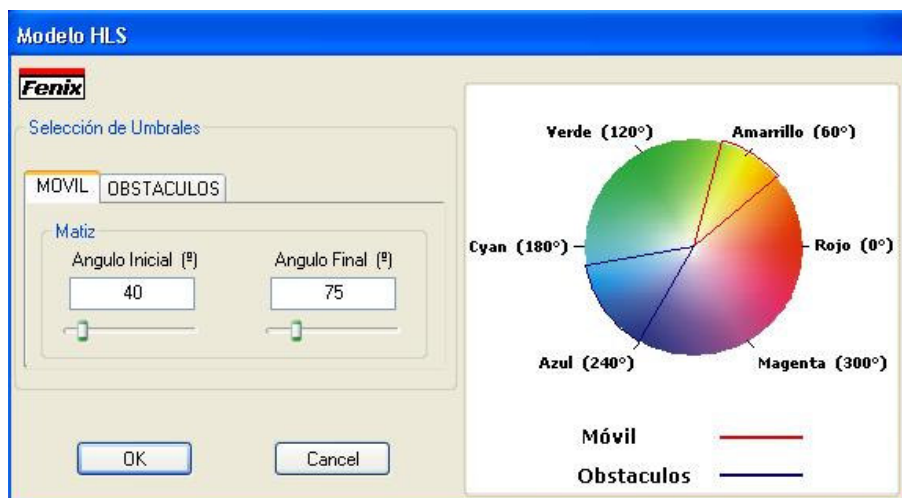 Modelo HLS
Fenix
Selección de Umbrales
MOVIL OBSTACULOS
Matiz
Angulo Inicial (º) Angulo Final (º)
40 75
OK Cancel
Verde (120°) Amarrillo (60°)
Cyan (180°) Rojo (0°)
Azul (240°) Magenta (300°)
Móvil
Obstaculos